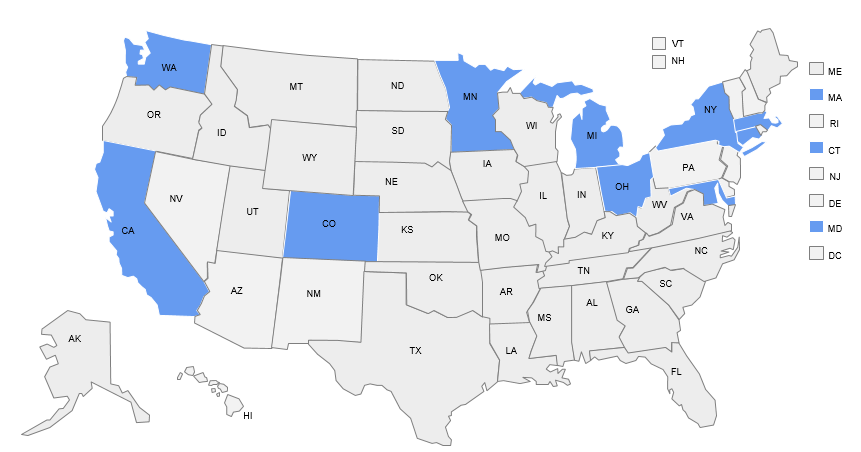 VT
NH
ME
MA
RI
CT
NJ
DE
MD
DC
WA
MT
ND
MN
OR
ID
SD
WI
MI
NY
WY
IA
PA
NE
NV
UT
IL
IN
OH
WV
VA
CA
CO
KS
MO
KY
NC
TN
AZ
NM
OK
AR
SC
MS
AL
GA
TX
LA
FL
AK
HI